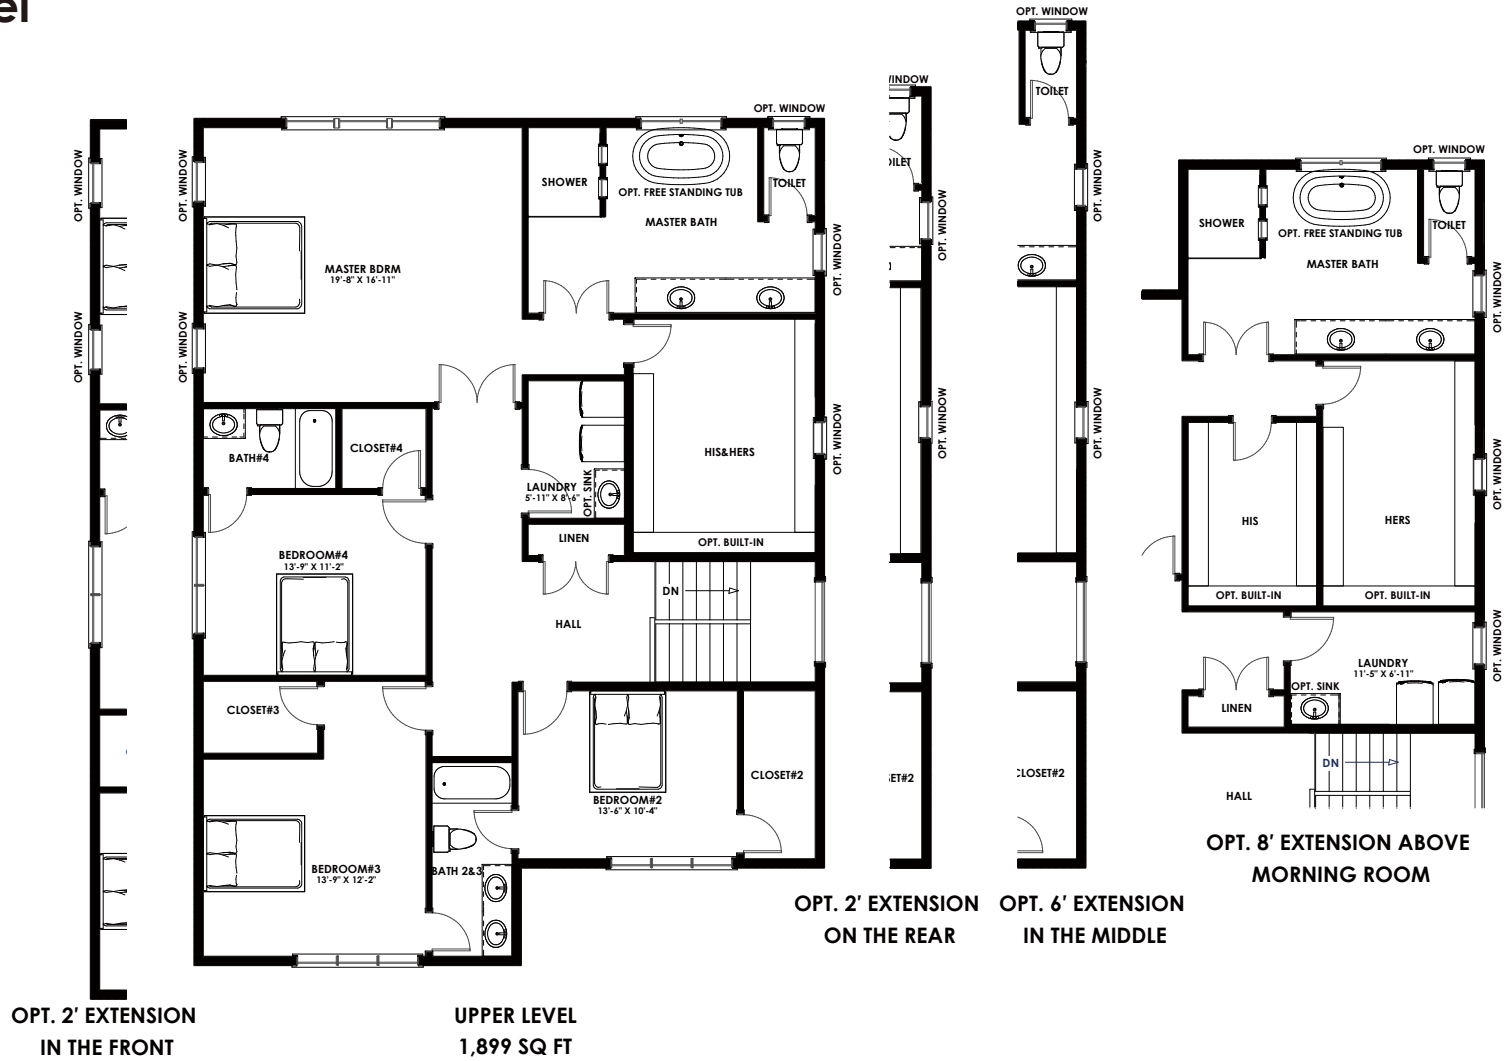 el
OPT. WINDOW
OPT. WINDOW
OPT. 2' EXTENSION
IN THE FRONT
OPT. WINDOW
OPT. WINDOW
OPT. WINDOW
SHOWER
OPT. FREE STANDING TUB
TOILET
MASTER BATH
OPT. WINDOW
MASTER BDRM
19'-8" X 16'-11"
BATH#4
CLOSET#4
LAUNDRY
5'-11" X 8'-6"
OPT. SINK
HIS&HERS
OPT. WINDOW
LINEN
OPT. BUILT-IN
BEDROOM#4
13'-9" X 11'-2"
DN
HALL
CLOSET#3
BEDROOM#2
13'-6" X 10'-4"
CLOSET#2
BEDROOM#3
13'-9" X 12'-2"
BATH 2&3
UPPER LEVEL
1,899 SQ FT
WINDOW
OILET
OPT. WINDOW
OPT. WINDOW
ET#2
OPT. 2' EXTENSION
ON THE REAR
OPT. WINDOW
TOILET
OPT. WINDOW
OPT. WINDOW
CLOSET#2
OPT. 6' EXTENSION
IN THE MIDDLE
OPT. WINDOW
SHOWER
OPT. FREE STANDING TUB
TOILET
MASTER BATH
OPT. WINDOW
OPT. WINDOW
HIS
HERS
OPT. BUILT-IN
OPT. BUILT-IN
LAUNDRY
11'-5" X 6'-11"
OPT. WINDOW
OPT. SINK
LINEN
DN
HALL
OPT. 8' EXTENSION ABOVE
MORNING ROOM